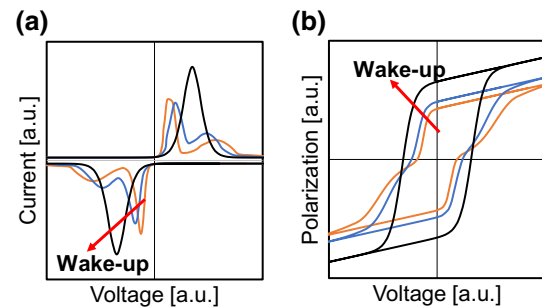 (a)
Current [a.u.]
Wake-up
Voltage [a.u.]
(b)
Polarization [a.u.]
Wake-up
Voltage [a.u.]